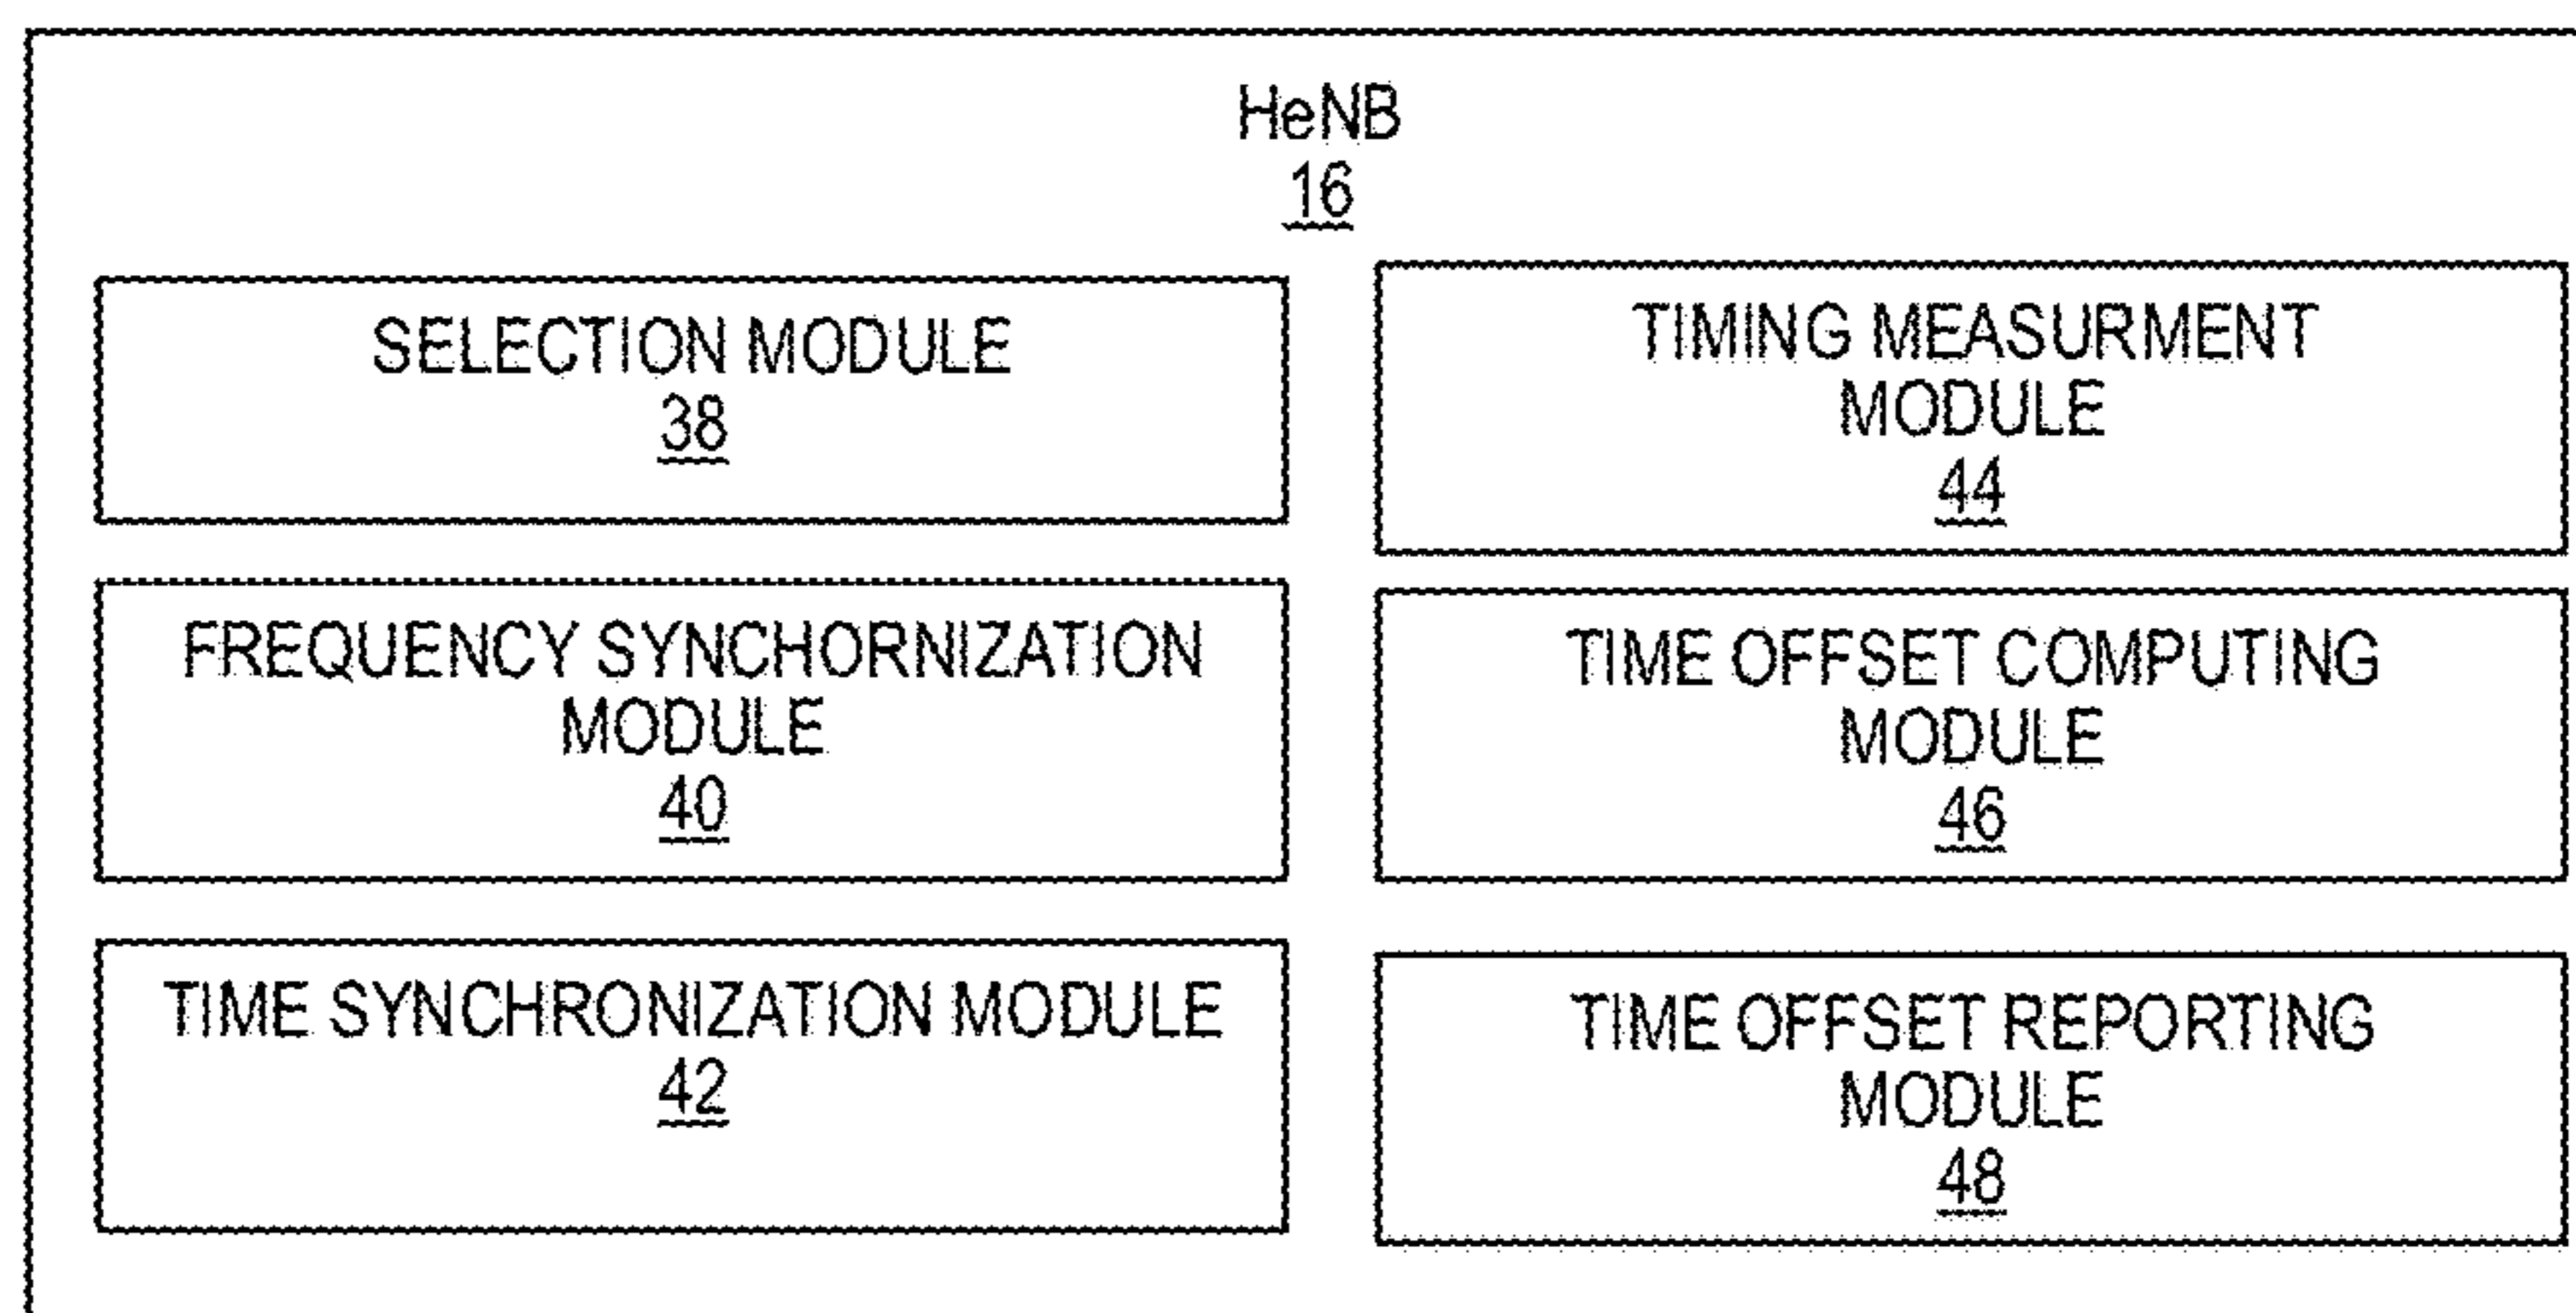 HeNB
16
SELECTION MODULE
38
FREQUENCY SYNCHORNIZATION
MODULE
40
TIME SYNCHRONIZATION MODULE
42
TIMING MEASURMENT
MODULE
44
TIME OFFSET COMPUTING
MODULE
46
TIME OFFSET REPORTING
MODULE
48